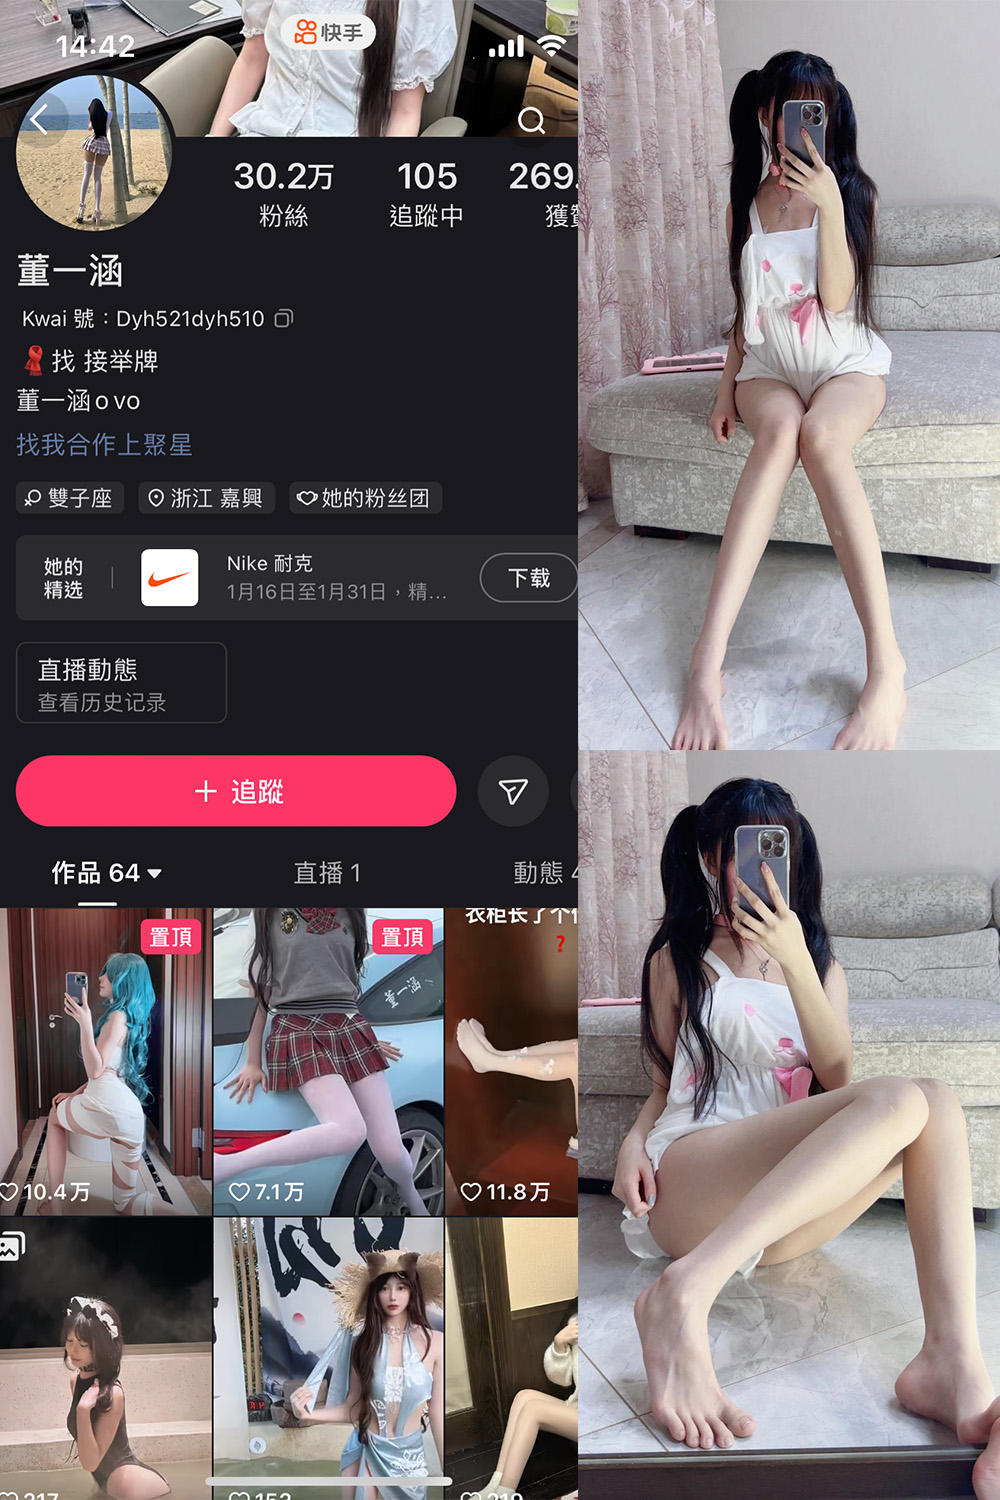 14:42
快手
30.2万
105
269.
粉絲
追蹤中
獲
董一涵
Kwai 號：Dyh521dyh510
找 接举牌
董一涵o vo
找我合作上聚星
雙子座
浙江 嘉興
她的粉丝团
她的
精选
Nike 耐克
1月16日至1月31日，精...
下载
直播動態
查看历史记录
追蹤
作品 64
直播 1
動態
置頂
置頂
衣柜长了个
?
董一涵
10.4万
7.1万
11.8万
217
152
219